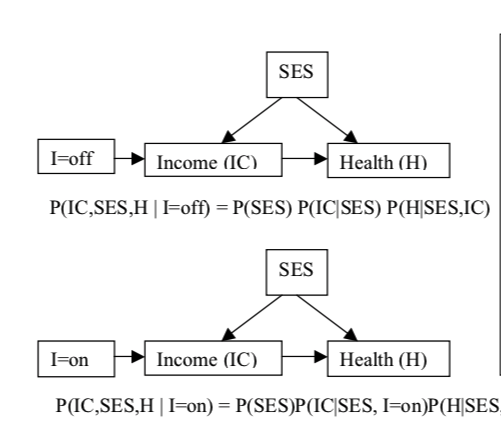 SES
I=off
Income (IC)
Health (H)
P(IC,SES,H | I=off) = P(SES) P(IC|SES) P(H|SES,IC)
SES
I=on
Income (IC)
Health (H)
P(IC,SES,H | I=on) = P(SES)P(IC|SES, I=on)P(H|SES,